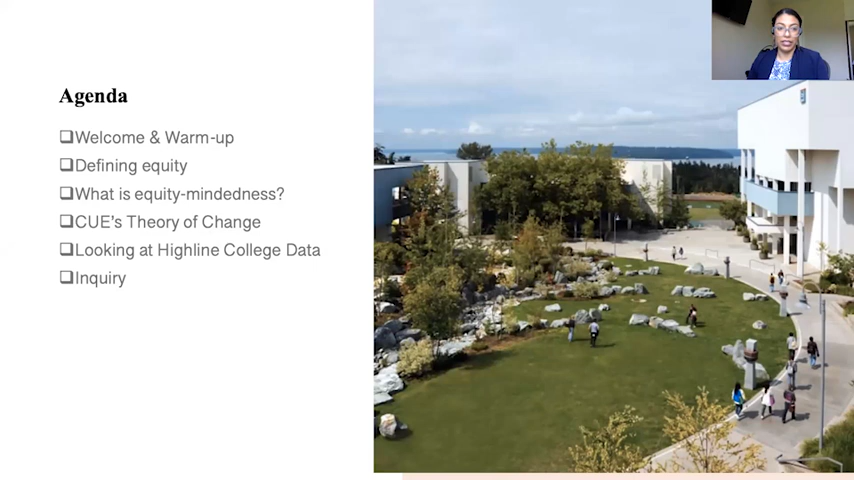 Agenda
❑Welcome & Warm-up
❑Defining equity
❑What is equity-mindedness?
❑CUE's Theory of Change
❑Looking at Highline College Data
❑Inquiry